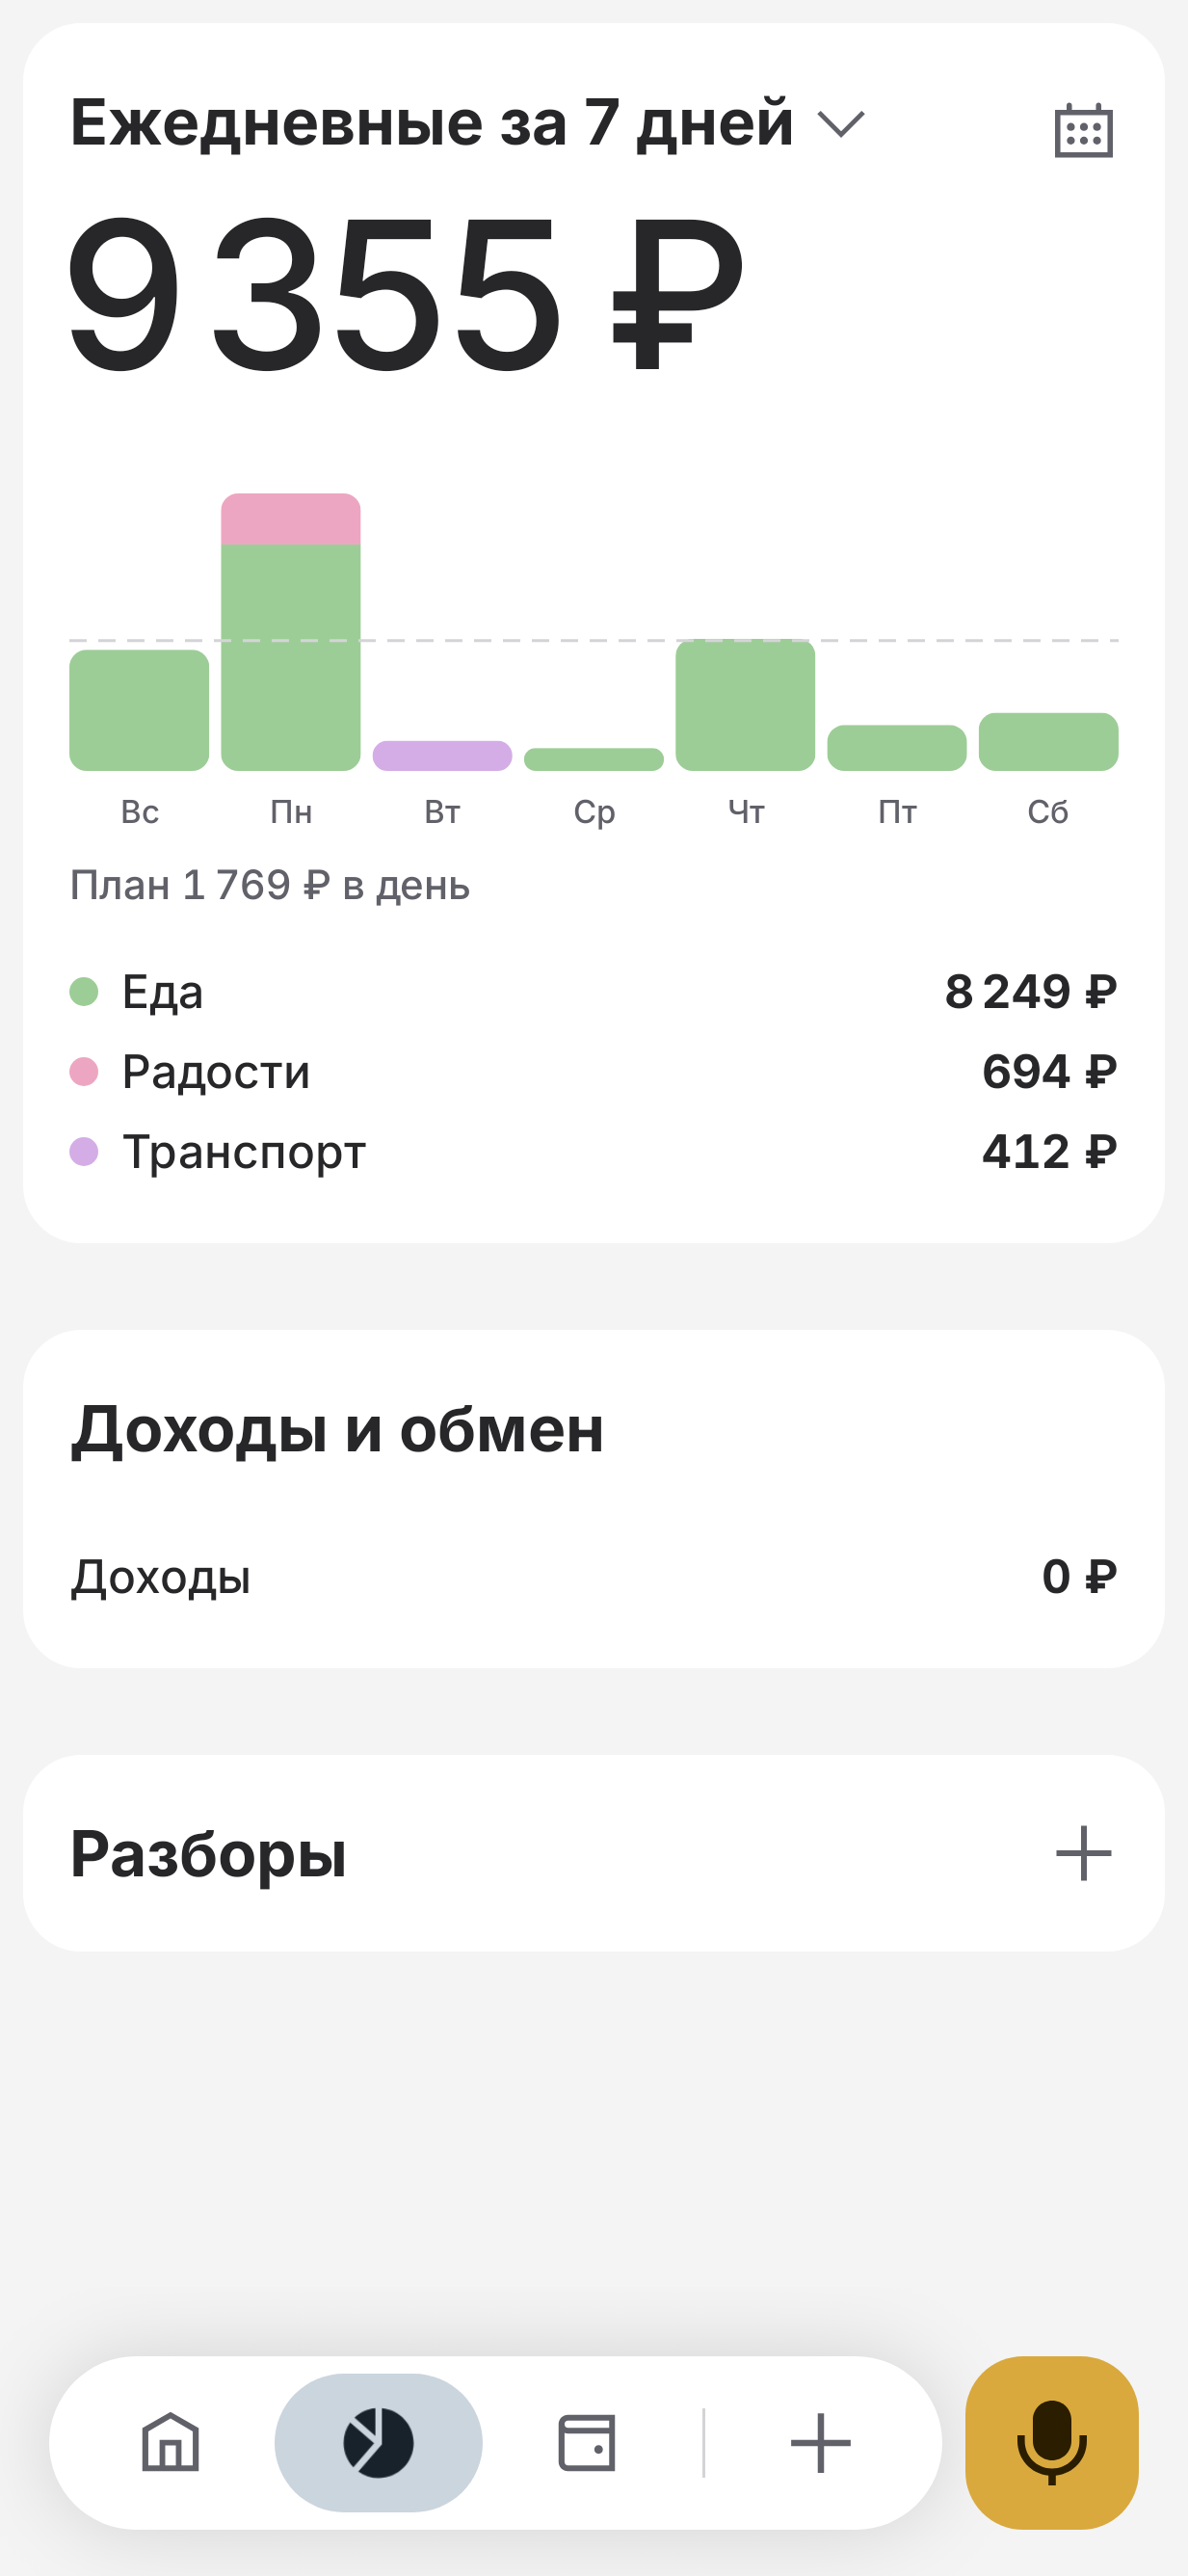 Ежедневные за 7 дней
9 355 ₽
Вс Пн Вт Ср Чт Пт Сб
План 1 769 ₽ в день
Еда 8 249 ₽
Радости 694 ₽
Транспорт 412 ₽
Доходы и обмен
Доходы 0 ₽
Разборы